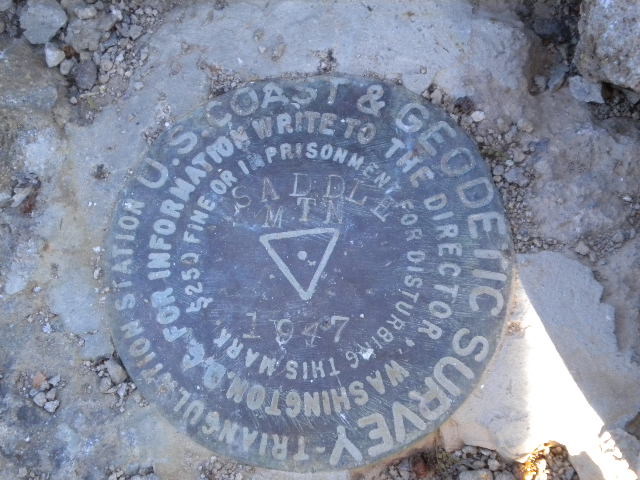 U.S. COAST & GEODETIC SURVEY
TRIANGULATION STATION
FOR INFORMATION WRITE TO THE DIRECTOR, WASHINGTON D.C.
$250 FINE OR IMPRISONMENT FOR DISTURBING THIS MARK
SADDLE
MTN
1947